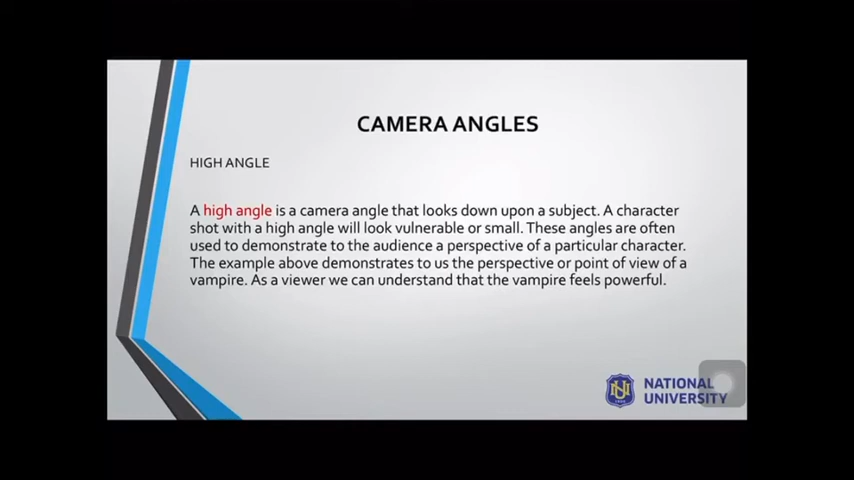 CAMERA ANGLES
HIGH ANGLE
A high angle is a camera angle that looks down upon a subject. A character
shot with a high angle will look vulnerable or small. These angles are often
used to demonstrate to the audience a perspective of a particular character.
The example above demonstrates to us the perspective or point of view of a
vampire. As a viewer we can understand that the vampire feels powerful.
NATIONAL
UNIVERSITY